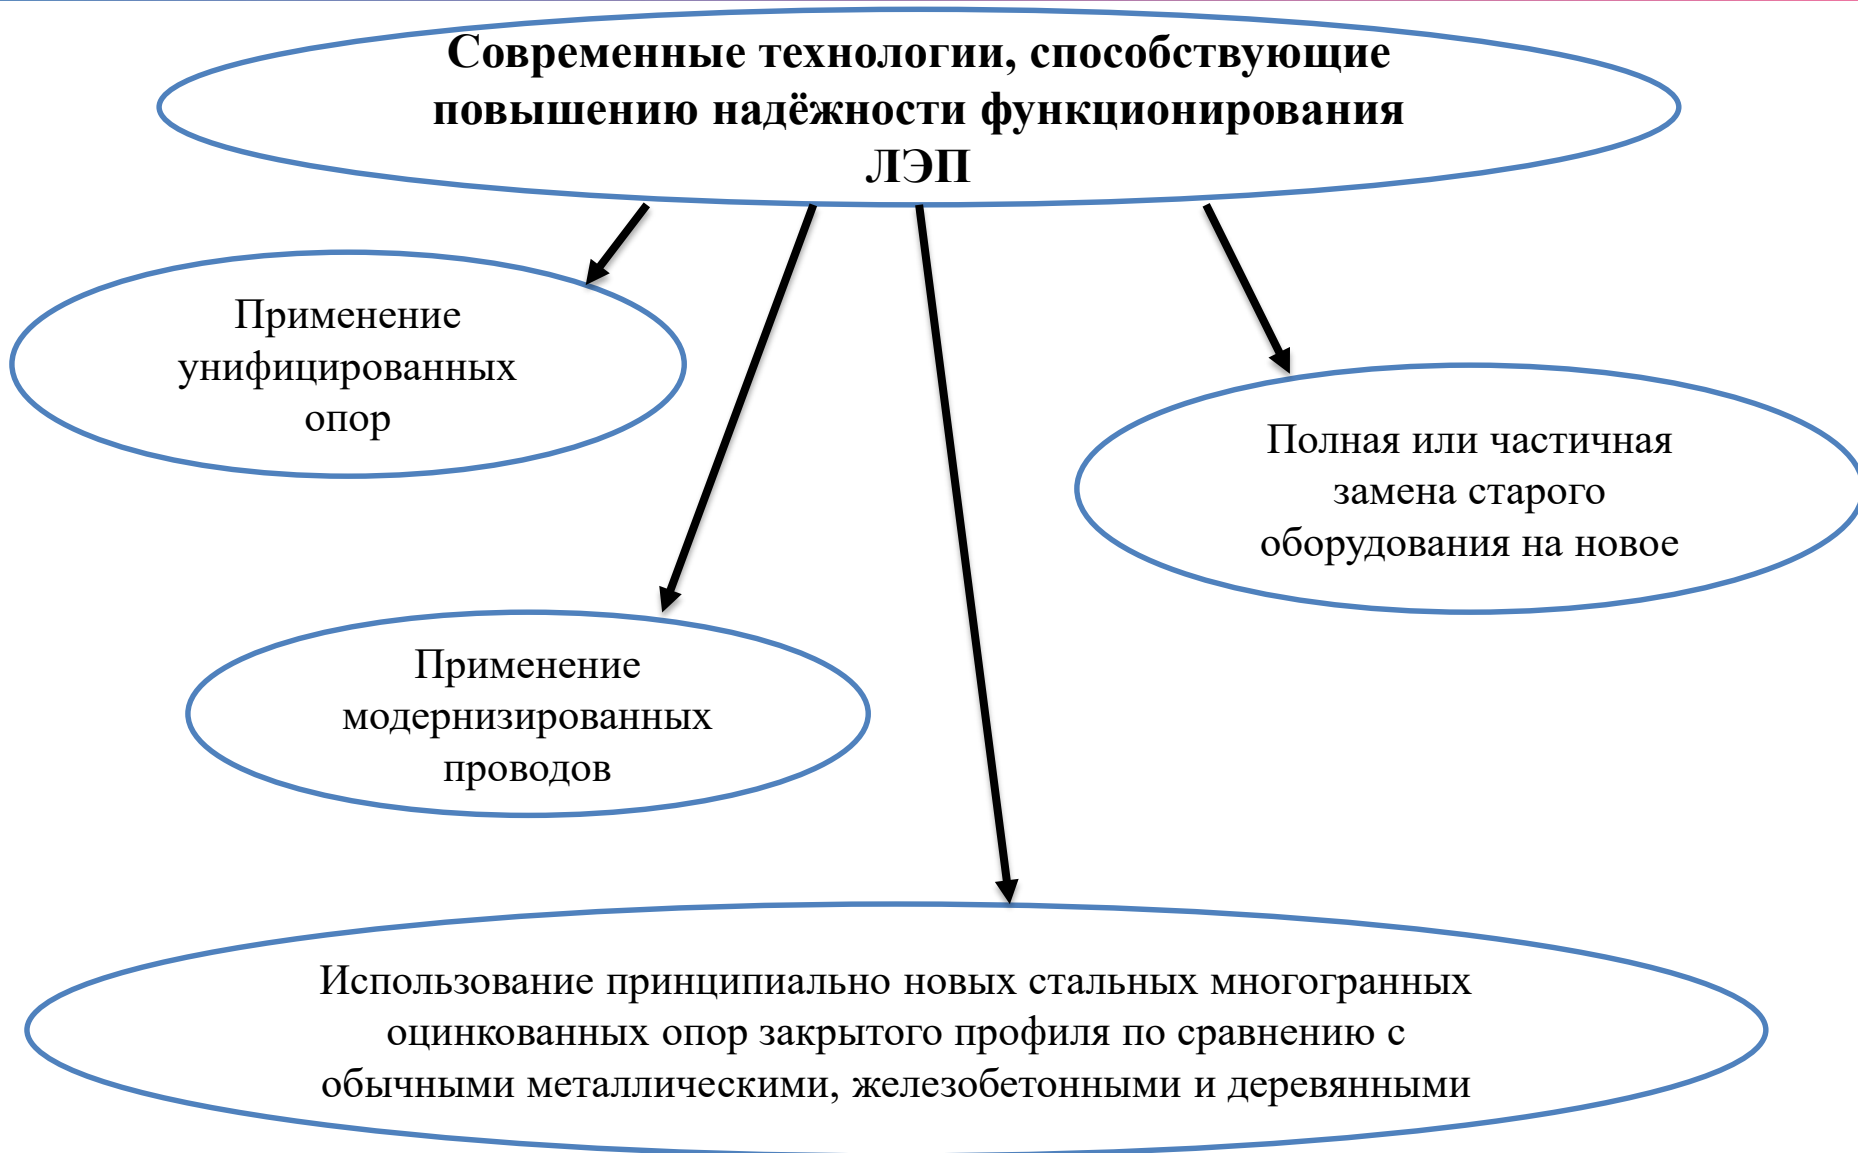 Современные технологии, способствующие
повышению надёжности функционирования
ЛЭП
Применение
унифицированных
опор
Полная или частичная
замена старого
оборудования на новое
Применение
модернизированных
проводов
Использование принципиально новых стальных многогранных
оцинкованных опор закрытого профиля по сравнению с
обычными металлическими, железобетонными и деревянными